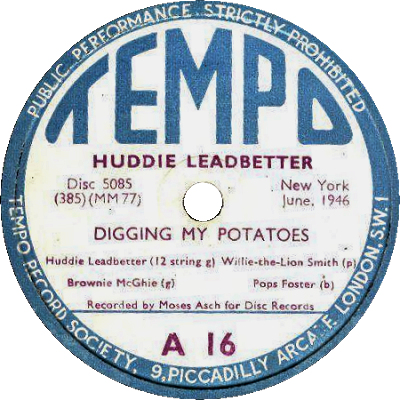 PUBLIC PERFORMANCE STRICTLY PROHIBITED
TEMPO
HUDDIE LEADBETTER
Disc 5085
(385) (MM 77)
New York
June, 1946
DIGGING MY POTATOES
Huddie Leadbetter (12 string g) Willie-the-Lion Smith (p)
Brownie McGhie (g) Pops Foster (b)
Recorded by Moses Asch for Disc Records
A 16
TEMPO RECORD SOCIETY. 9, PICCADILLY ARCADE LONDON. S.W. 1